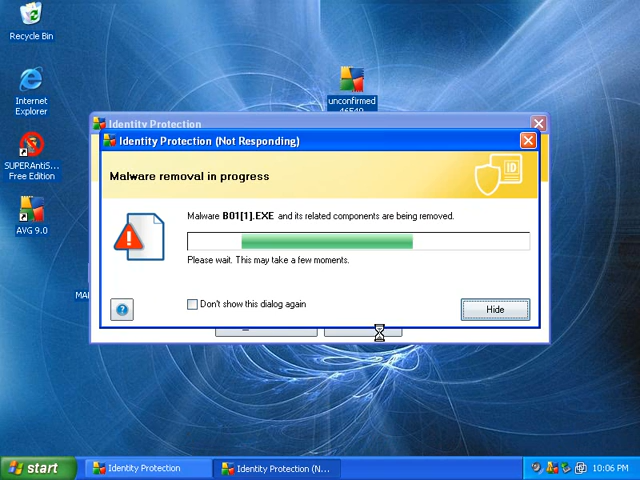 Recycle Bin
Internet
Explorer
SUPERAntiS...
Free Edition
AVG 9.0
unconfirmed
Identity Protection
Identity Protection (Not Responding)
Malware removal in progress
ID
Malware B01[1].EXE and its related components are being removed.
Please wait. This may take a few moments.
Don't show this dialog again
Hide
start
Identity Protection
Identity Protection (N...
10:06 PM